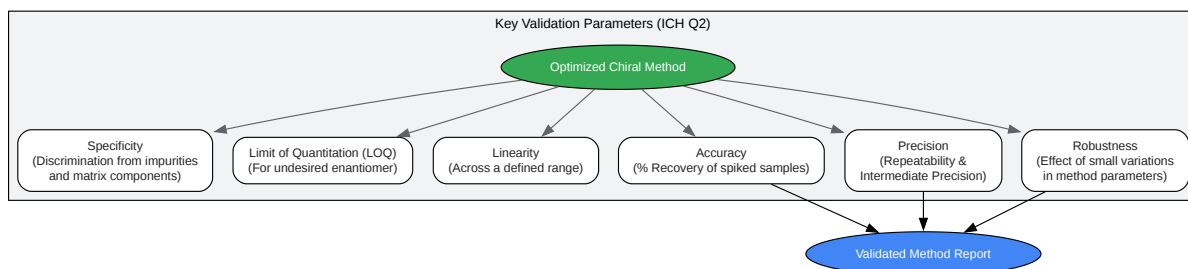 Key Validation Parameters (ICH Q2)
Optimized Chiral Method
Specificity
(Discrimination from impurities
and matrix components)
Limit of Quantitation (LOQ)
(For undesired enantiomer)
Linearity
(Across a defined range)
Accuracy
(% Recovery of spiked samples)
Precision
(Repeatability &
Intermediate Precision)
Robustness
(Effect of small variations
in method parameters)
Validated Method Report